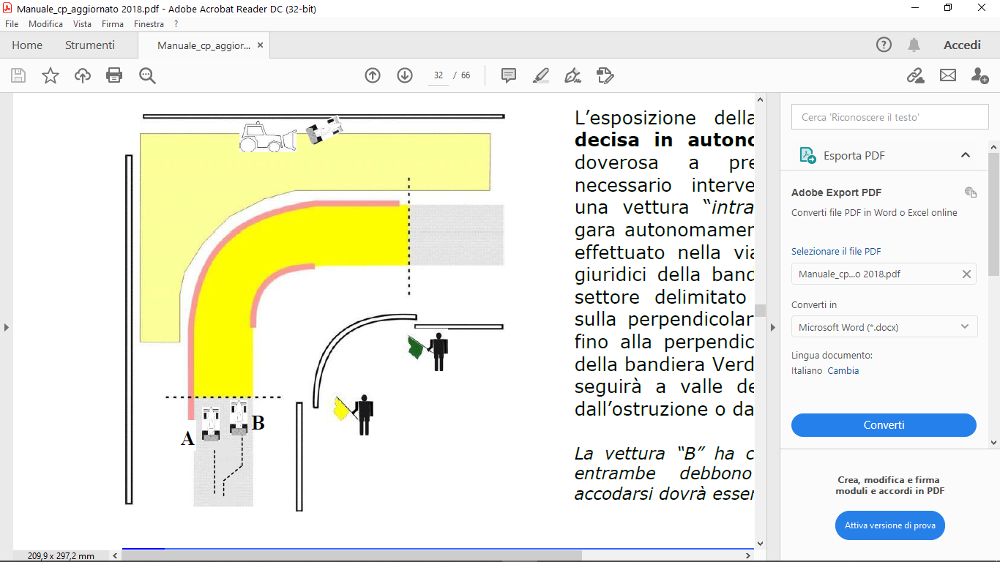 Manuale_cp_aggiornato 2018.pdf - Adobe Acrobat Reader DC (32-bit)
File Modifica Vista Firma Finestra ?
Home Strumenti Manuale_cp_aggior... × Accedi
32 / 66
L’esposizione della
decisa in autono
doverosa a pre
necessario interve
una vettura “intra
gara autonomamer
effettuato nella via
giuridici della band
settore delimitato
sulla perpendicolar
fino alla perpendic
della bandiera Verd
seguirà a valle de
dall’ostruzione o da
La vettura “B” ha c
entrambe debbono
accodarsi dovrà esser
A
B
209,9 x 297,2 mm
Cerca 'Riconoscere il testo'
Esporta PDF
Adobe Export PDF
Converti file PDF in Word o Excel online
Selezionare il file PDF
Manuale_cp...o 2018.pdf
Converti in
Microsoft Word (*.docx)
Lingua documento:
Italiano Cambia
Converti
Crea, modifica e firma
moduli e accordi in PDF
Attiva versione di prova